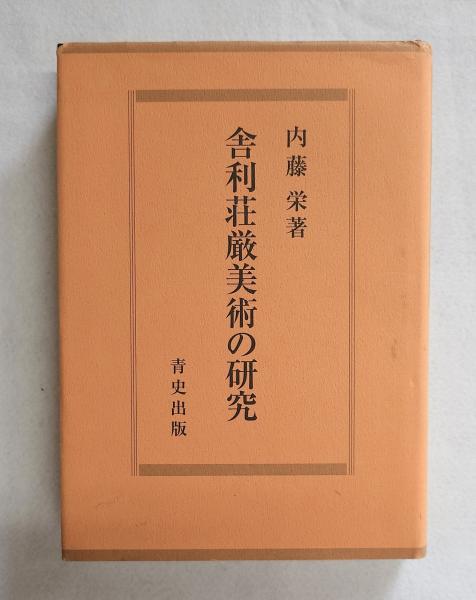 内藤 栄著
舎利荘厳美術の研究
青史出版